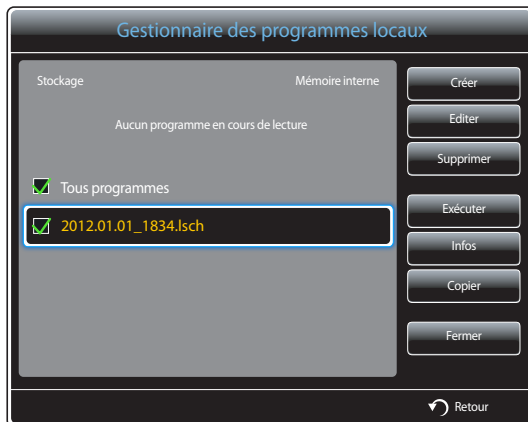 Gestionnaire des programmes locaux
Stockage Mémoire interne
Aucun programme en cours de lecture
Tous programmes
2012.01.01_1834.lsch
Créer
Editer
Supprimer
Exécuter
Infos
Copier
Fermer
Retour